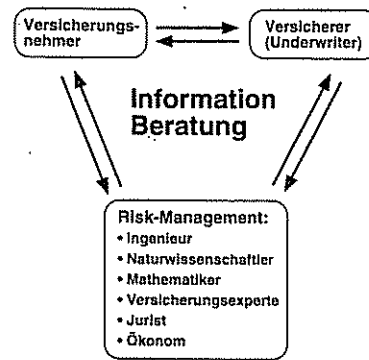 Versicherungs-
nehmer
Versicherer
(Underwriter)
Information
Beratung
Risk-Management:
• Ingenieur
• Naturwissenschaftler
• Mathematiker
• Versicherungsexperte
• Jurist
• Ökonom